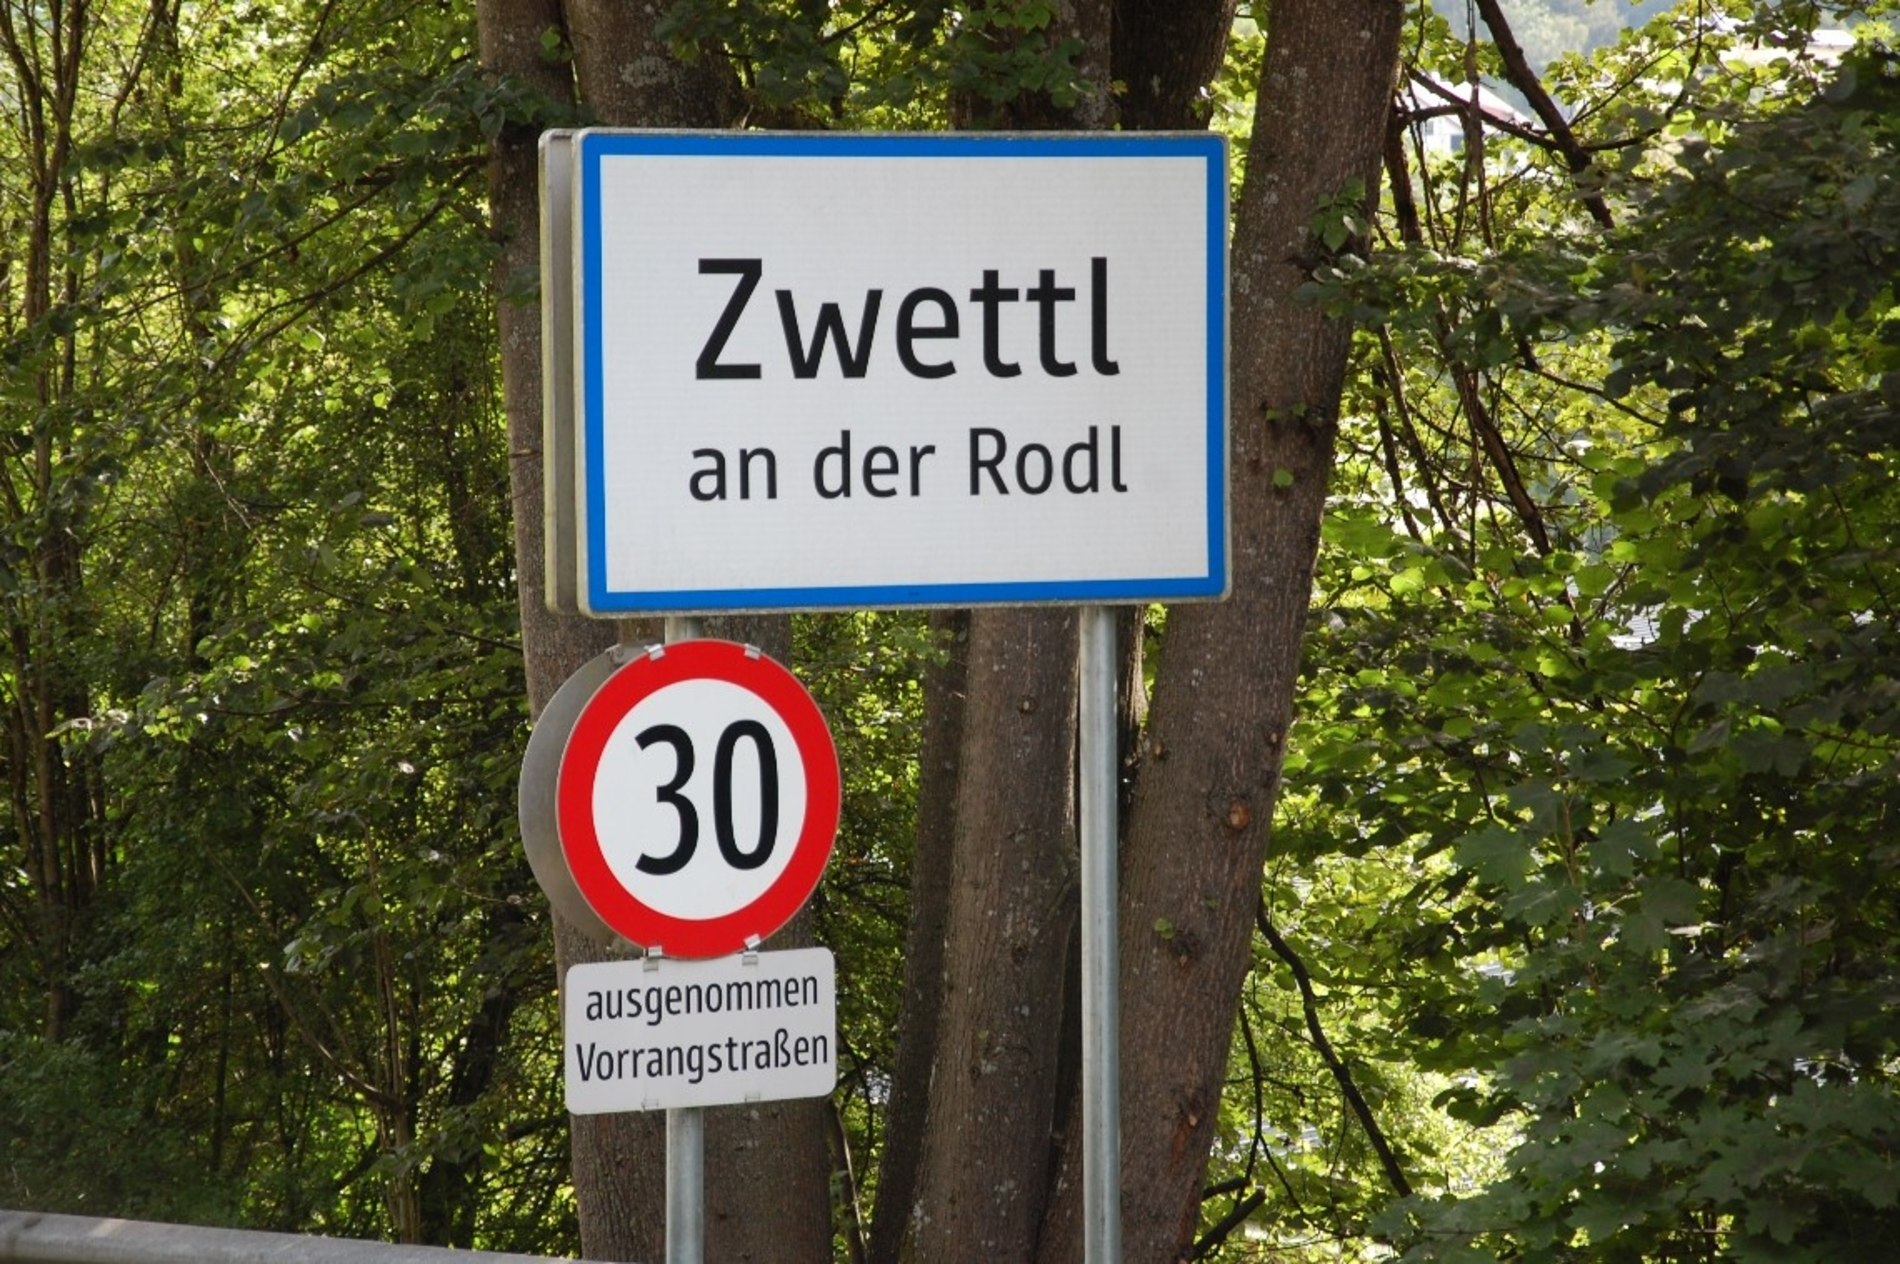 Zwettl
an der Rodl
30
ausgenommen
Vorrangstraßen